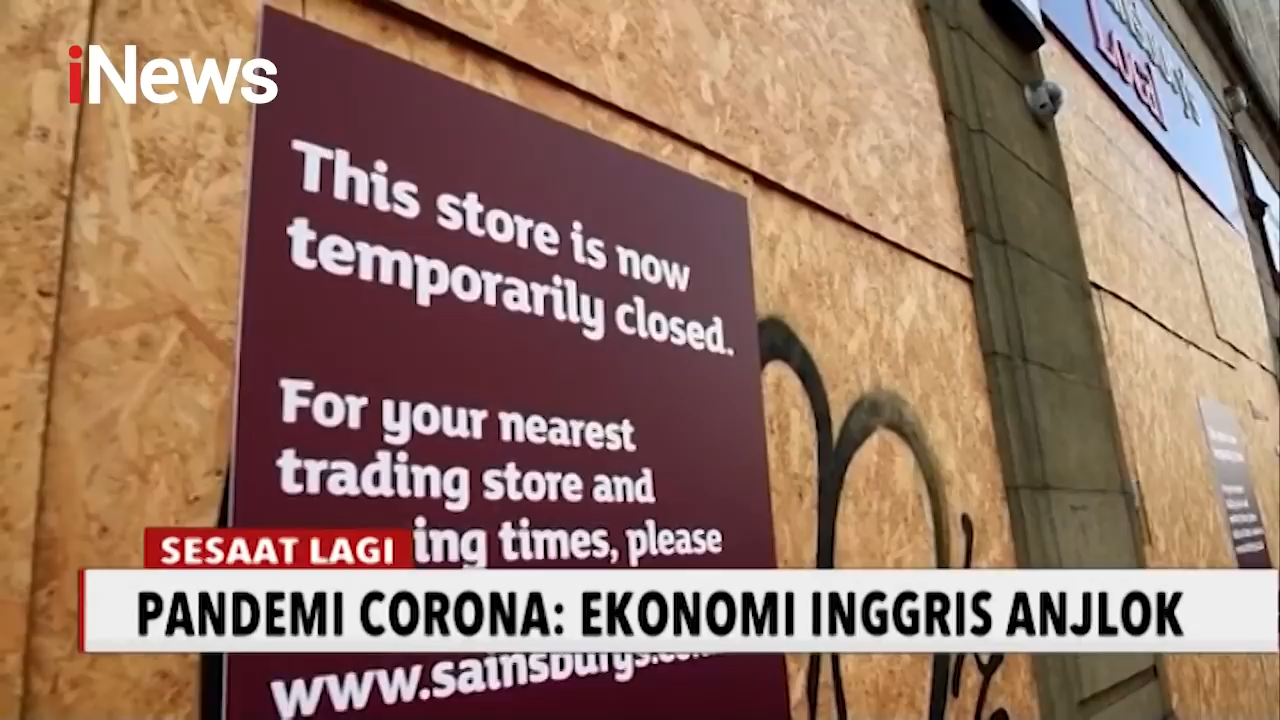 iNews
This store is now
temporarily closed.
For your nearest
trading store and
ing times, please
SESAAT LAGI
PANDEMI CORONA: EKONOMI INGGRIS ANJLOK
www.sainsburys.